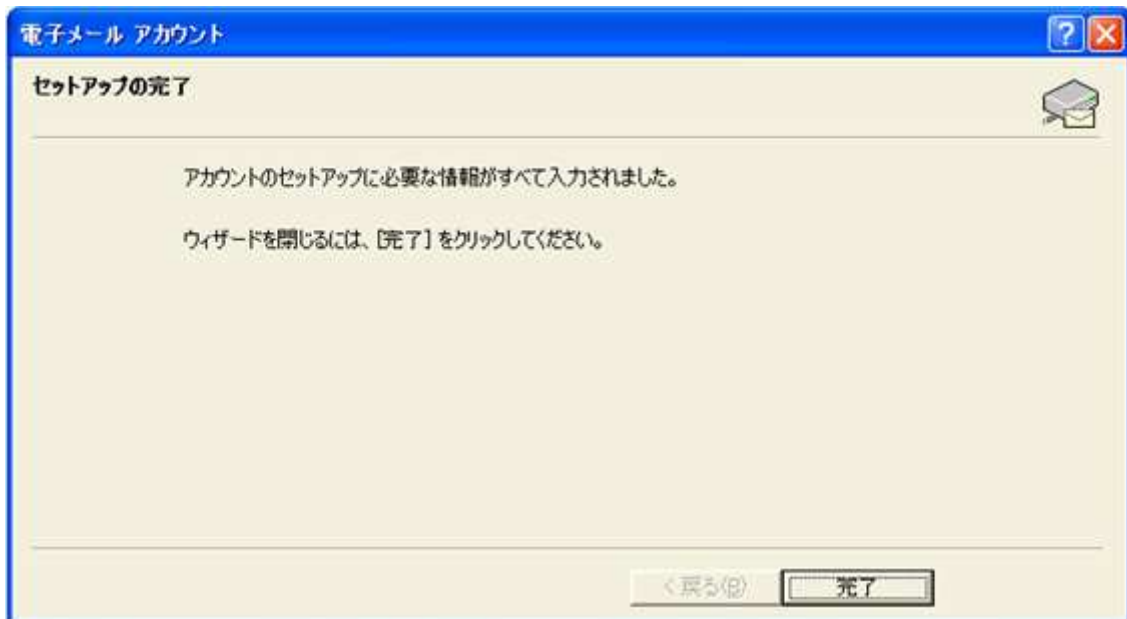 電子メール アカウント
?
セットアップの完了
アカウントのセットアップに必要な情報がすべて入力されました。
ウィザードを閉じるには、[完了] をクリックしてください。
< 戻る(B)
完了